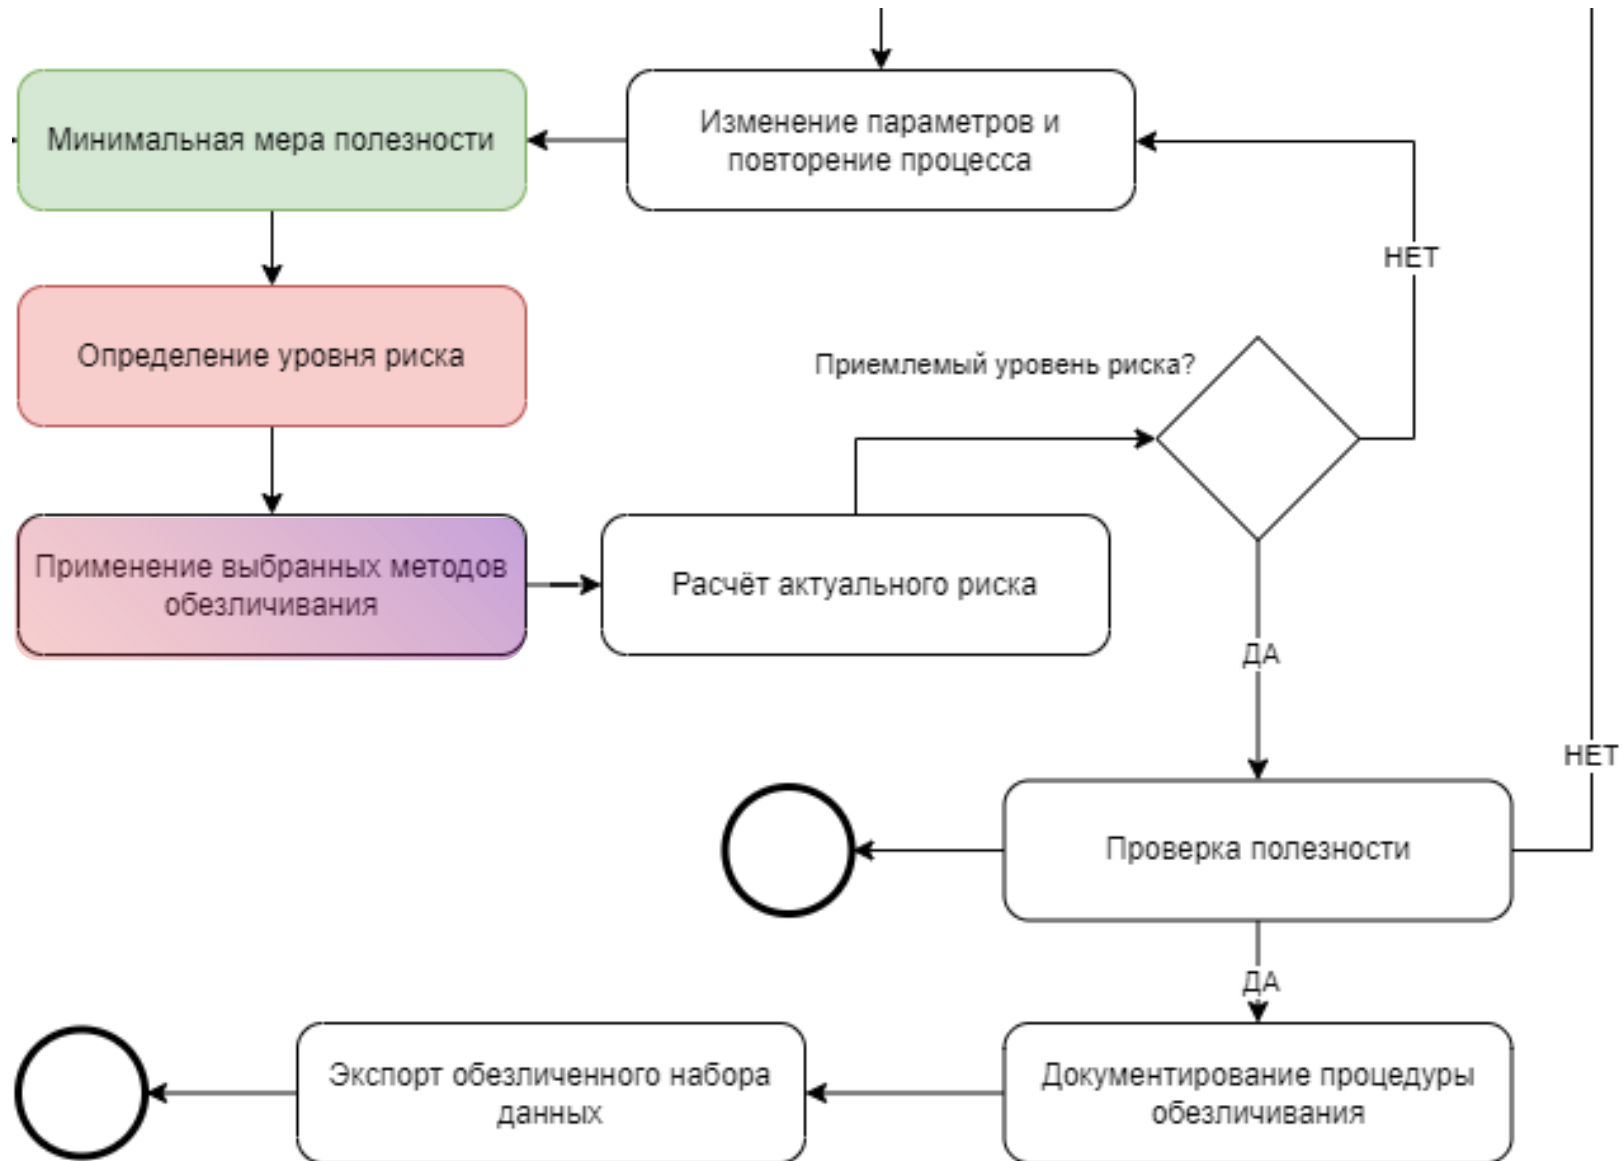 Минимальная мера полезности
Изменение параметров и
повторение процесса
НЕТ
Определение уровня риска
Приемлемый уровень риска?
Применение выбранных методов
обезличивания
Расчёт актуального риска
ДА
НЕТ
Проверка полезности
ДА
Экспорт обезличенного набора
данных
Документирование процедуры
обезличивания